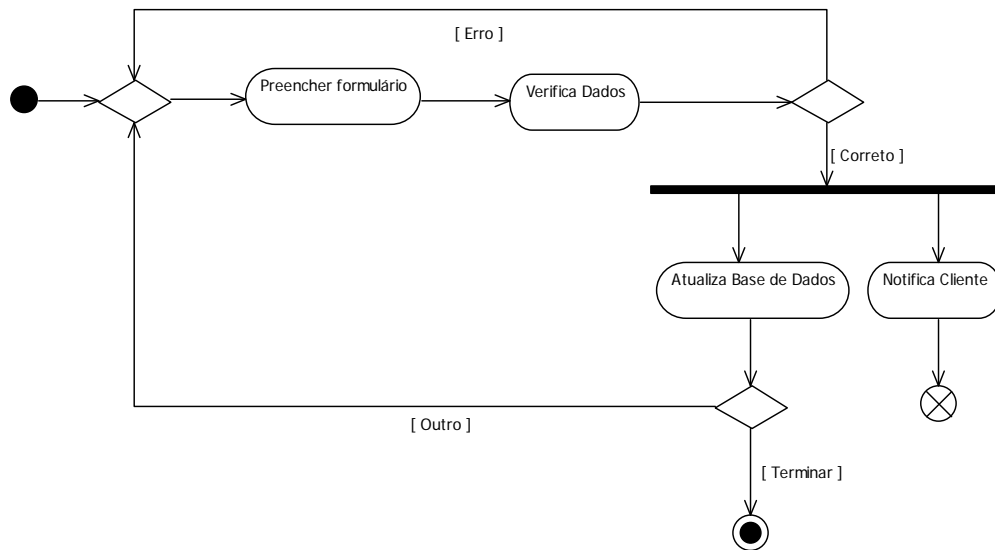 [ Erro ]
Preencher formulário
Verifica Dados
[ Correto ]
Atualiza Base de Dados
Notifica Cliente
[ Outro ]
[ Terminar ]